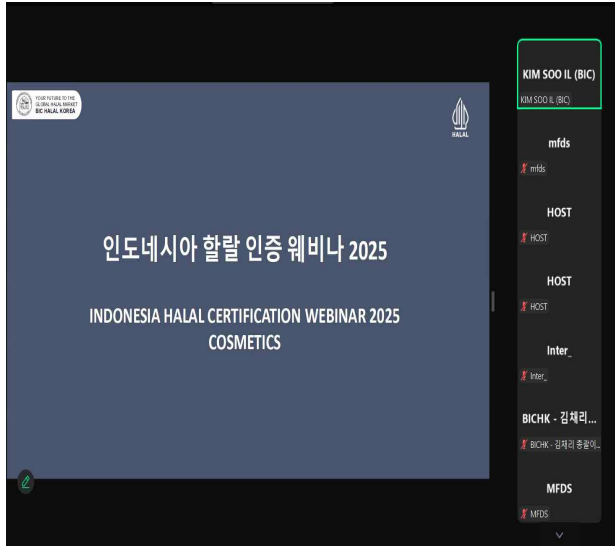 YOUR FUTURE TO THE
GLOBAL HALAL MARKET
BIC HALAL KOREA
HALAL
인도네시아 할랄 인증 웨비나 2025
INDONESIA HALAL CERTIFICATION WEBINAR 2025
COSMETICS
KIM SOO IL (BIC)
KIM SOO IL (BIC)
mfds
mfds
HOST
HOST
HOST
HOST
Inter_
Inter_
BICHK - 김채리...
BICHK - 김채리 총괄이...
MFDS
MFDS